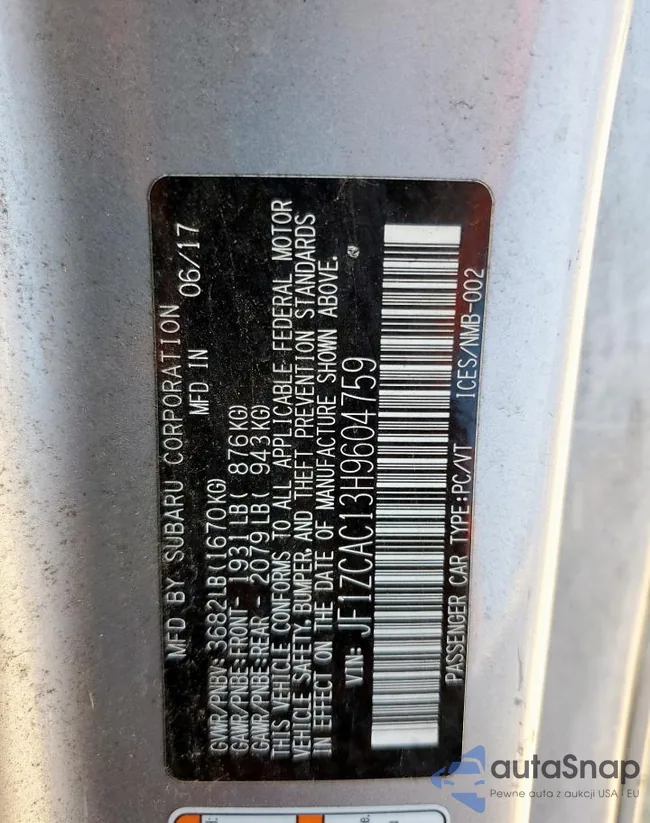 MFD BY SUBARU CORPORATION
MFD IN 06/17
GVWR/PNBV: 3682LB(1670KG)
GAWR/PNBE:FRONT- 1931LB( 876KG)
GAWR/PNBE:REAR - 2079LB( 943KG)
THIS VEHICLE CONFORMS TO ALL APPLICABLE FEDERAL MOTOR
VEHICLE SAFETY, BUMPER, AND THEFT PREVENTION STANDARDS
IN EFFECT ON THE DATE OF MANUFACTURE SHOWN ABOVE.
VIN: JF1ZCAC13H9604759
PASSENGER CAR TYPE:PC/VT ICES/NMB-002
autaSnap
Pewne auta z aukcji USA i EU